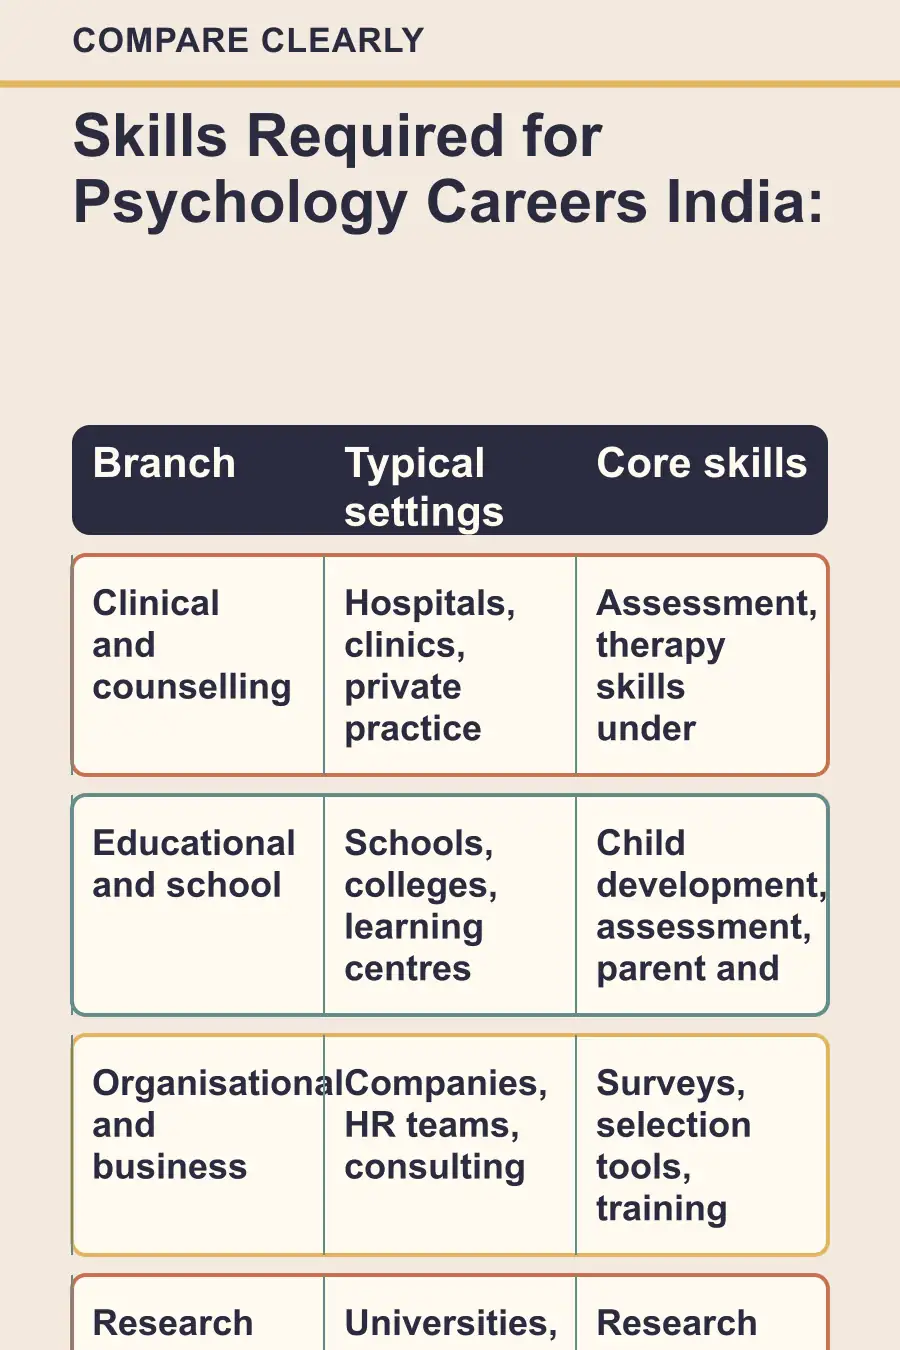 COMPARE CLEARLY
Skills Required for
Psychology Careers India:
Branch
Typical
settings
Core skills
Clinical
and
counselling
Hospitals,
clinics,
private
practice
Assessment,
therapy
skills
under
Educational
and school
Schools,
colleges,
learning
centres
Child
development,
assessment,
parent and
Organisational
and
business
Companies,
HR teams,
consulting
Surveys,
selection
tools,
training
Research
Universities,
Research